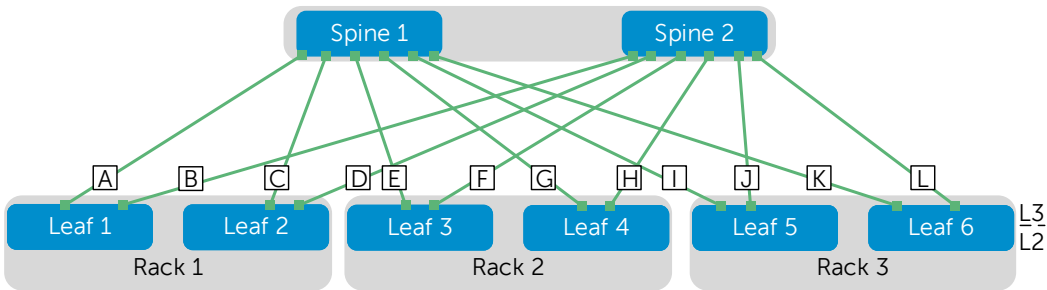 Spine 1
Spine 2
A
B
C
D
E
F
G
H
I
J
K
L
Leaf 1
Leaf 2
Leaf 3
Leaf 4
Leaf 5
Leaf 6
L3
L2
Rack 1
Rack 2
Rack 3